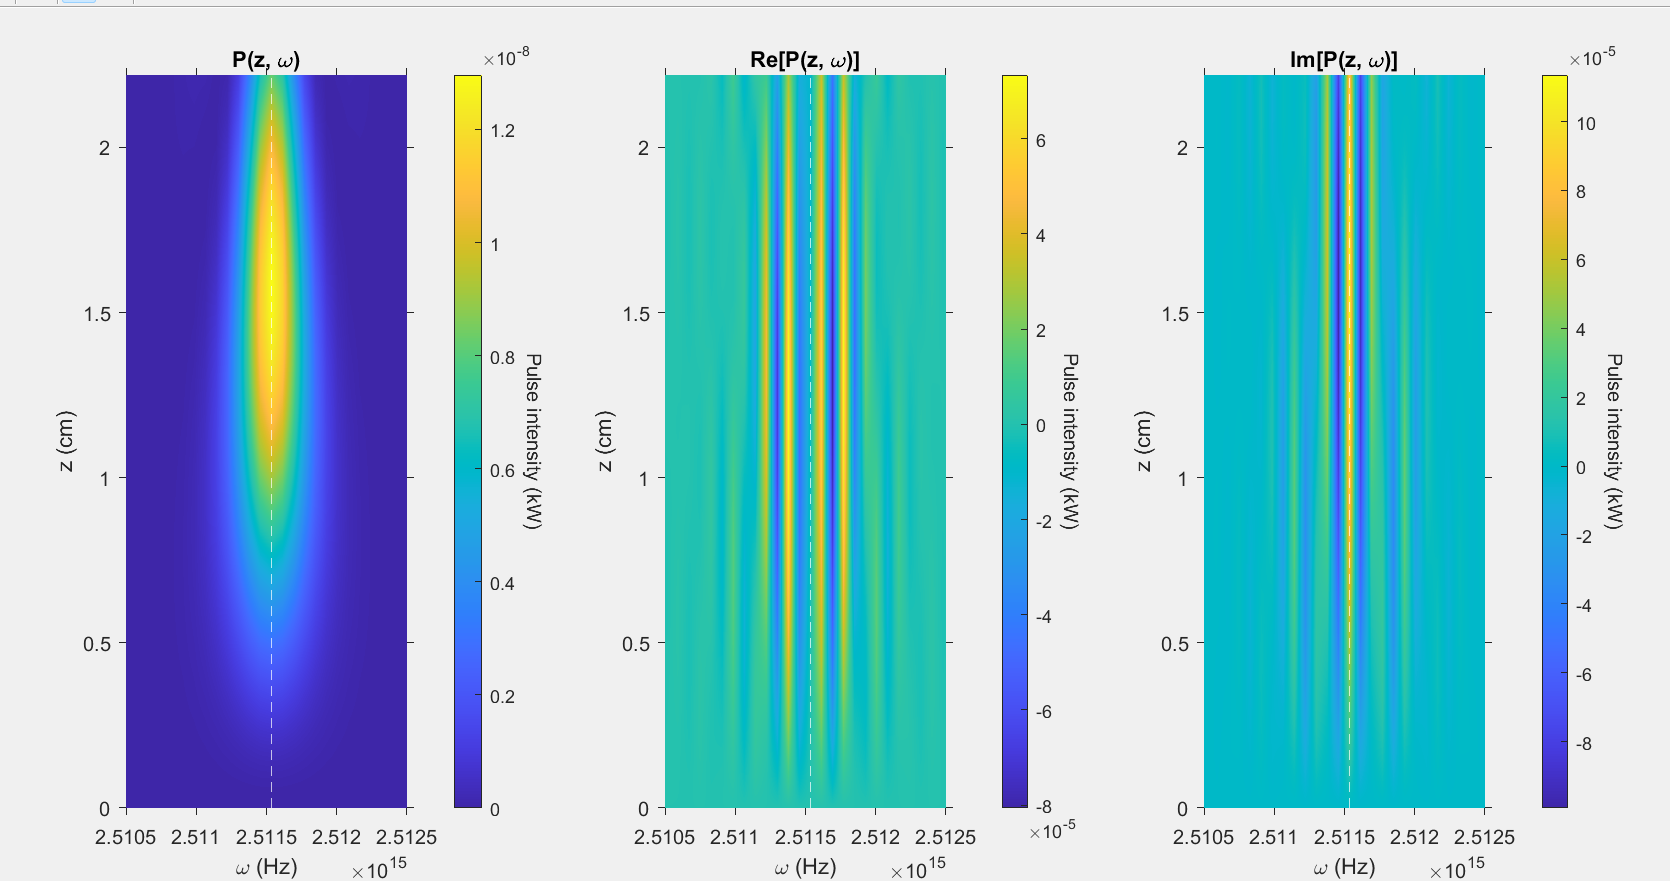 P(z, ω)
×10-8
1.2
1
0.8
0.6
0.4
0.2
0
Pulse intensity (kW)
2
1.5
1
0.5
0
z (cm)
2.5105 2.511 2.5115 2.512 2.5125
ω (Hz) ×1015
Re[P(z, ω)]
6
4
2
0
-2
-4
-6
-8
×10-5
Pulse intensity (kW)
2
1.5
1
0.5
0
z (cm)
2.5105 2.511 2.5115 2.512 2.5125
ω (Hz) ×1015
Im[P(z, ω)]
×10-5
10
8
6
4
2
0
-2
-4
-6
-8
Pulse intensity (kW)
2
1.5
1
0.5
0
z (cm)
2.5105 2.511 2.5115 2.512 2.5125
ω (Hz) ×1015